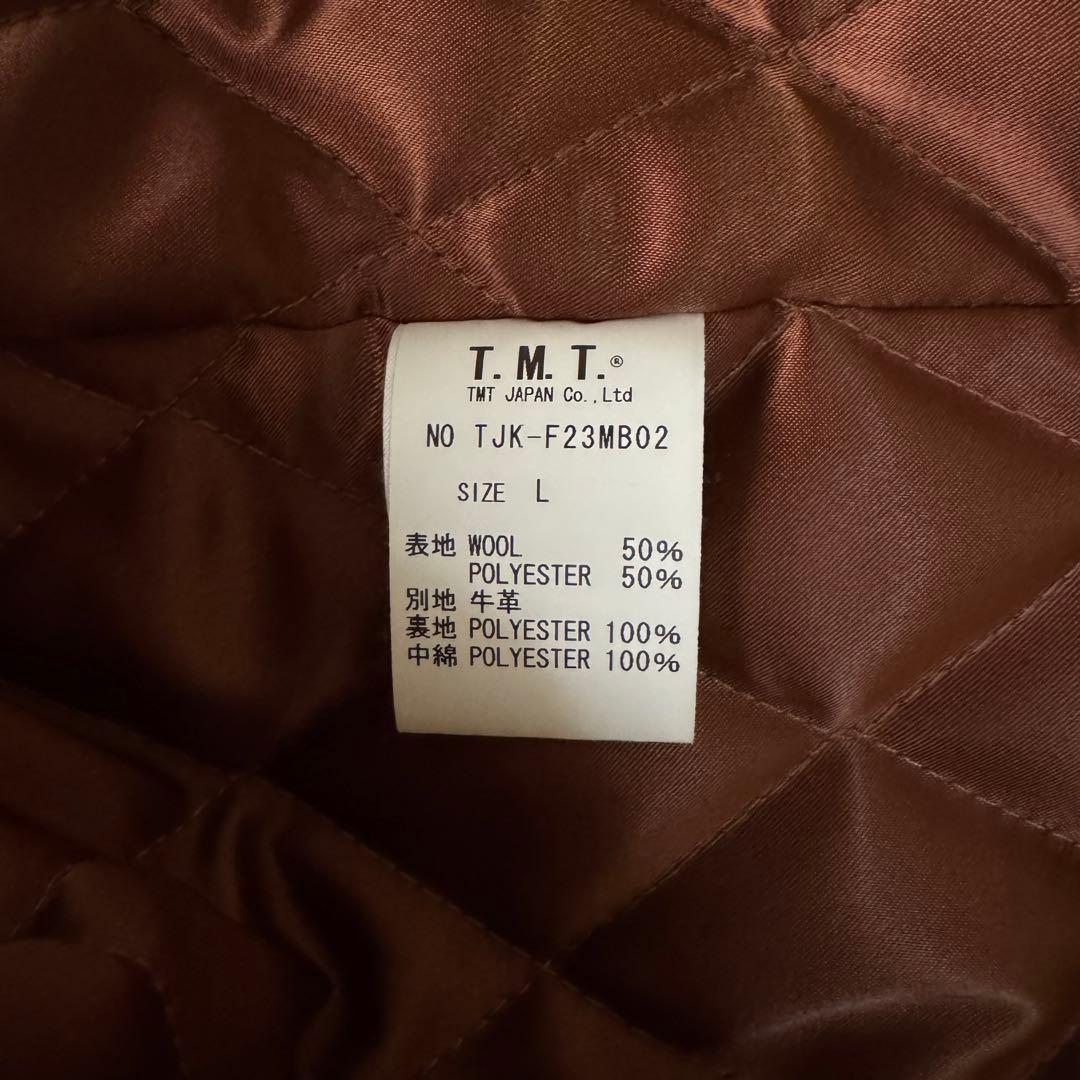 T.M.T.®
TMT JAPAN Co.,Ltd
NO TJK-F23MB02
SIZE L
表地 WOOL 50%
POLYESTER 50%
別地 牛革
裏地 POLYESTER 100%
中綿 POLYESTER 100%